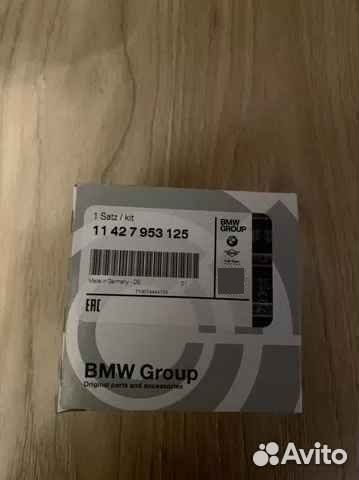 1 Satz / kit
11 42 7 953 125
BMW
GROUP
Made in Germany - DE
01
EAC
BMW Group
Original parts and accessories
Avito